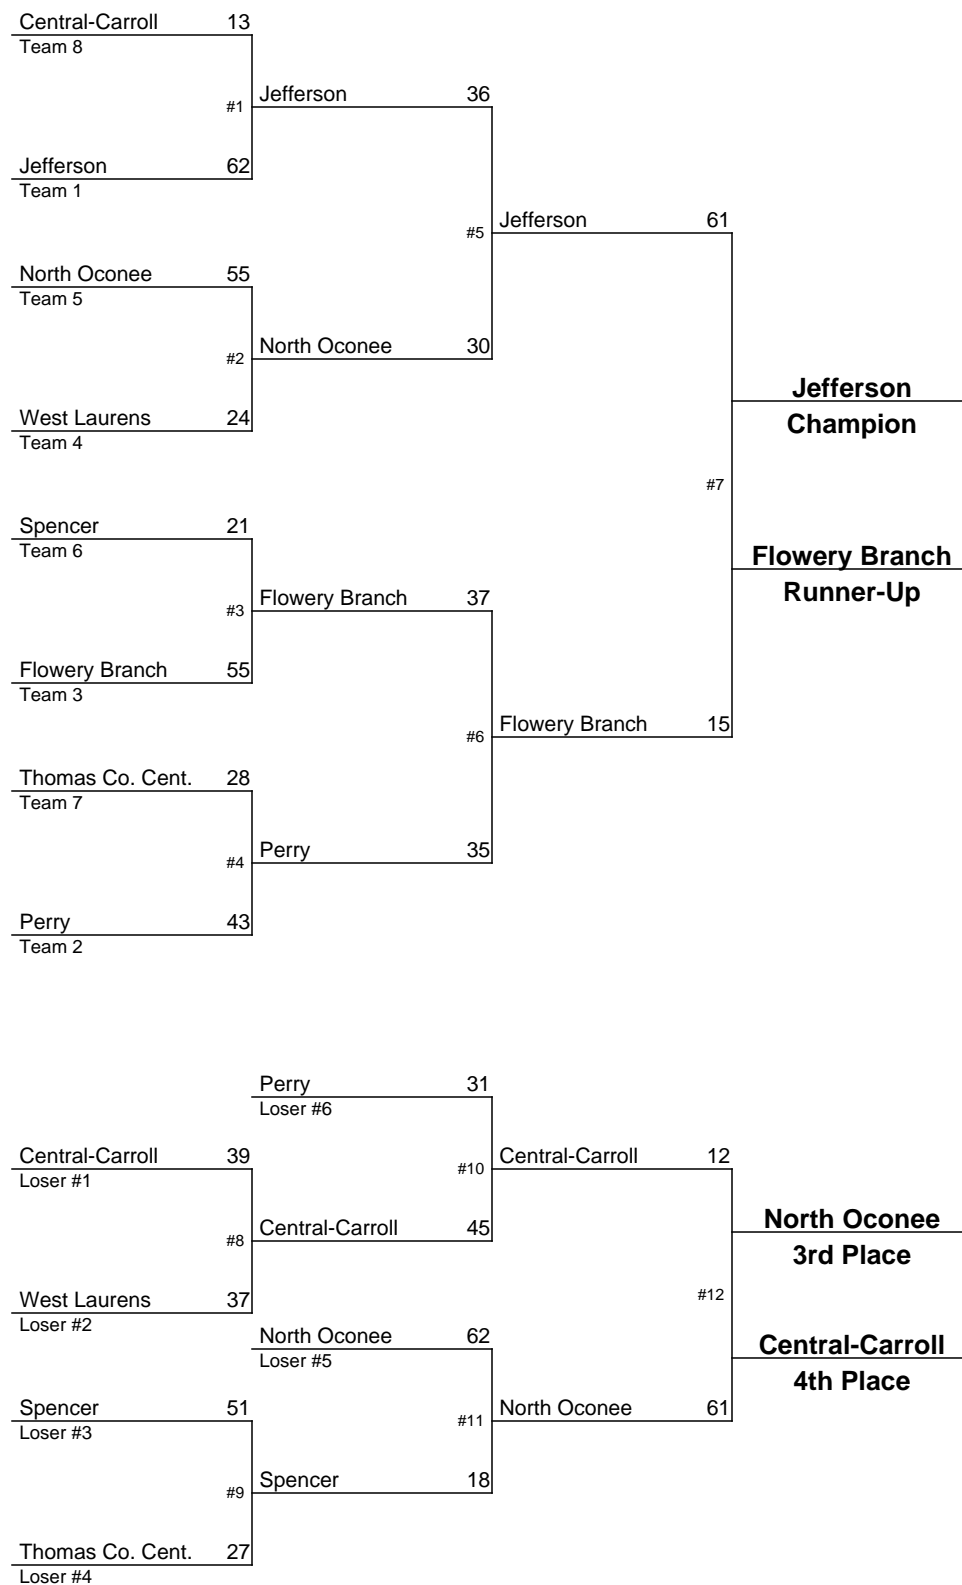 Central-Carroll 13
Team 8
#1 Jefferson 36
Jefferson 62
Team 1
#5 Jefferson 61
North Oconee 55
Team 5
#2 North Oconee 30
Jefferson
Champion
West Laurens 24
Team 4
#7
Spencer 21
Team 6
Flowery Branch
Runner-Up
#3 Flowery Branch 37
Flowery Branch 55
Team 3
#6 Flowery Branch 15
Thomas Co. Cent. 28
Team 7
#4 Perry 35
Perry 43
Team 2
Perry 31
Loser #6
Central-Carroll 39
Loser #1
#10 Central-Carroll 12
#8 Central-Carroll 45
North Oconee
3rd Place
West Laurens 37
Loser #2
#12
North Oconee 62
Loser #5
Central-Carroll
4th Place
Spencer 51
Loser #3
#11 North Oconee 61
#9 Spencer 18
Thomas Co. Cent. 27
Loser #4